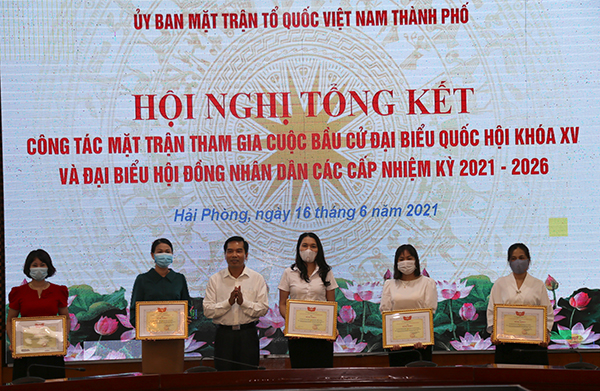 ỦY BAN MẶT TRẬN TỔ QUỐC VIỆT NAM THÀNH PHỐ
HỘI NGHỊ TỔNG KẾT
CÔNG TÁC MẶT TRẬN THAM GIA CUỘC BẦU CỬ ĐẠI BIỂU QUỐC HỘI KHÓA XV
VÀ ĐẠI BIỂU HỘI ĐỒNG NHÂN DÂN CÁC CẤP NHIỆM KỲ 2021 - 2026
Hải Phòng, ngày 16 tháng 6 năm 2021